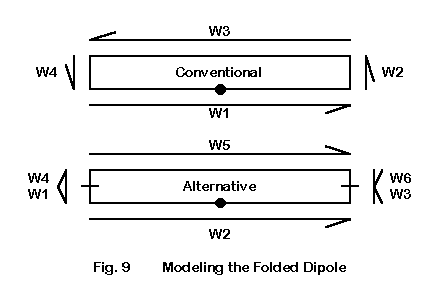 W3
W4 Conventional W2
W1
W5
W4 W6
W1 Alternative W3
W2
Fig. 9 Modeling the Folded Dipole